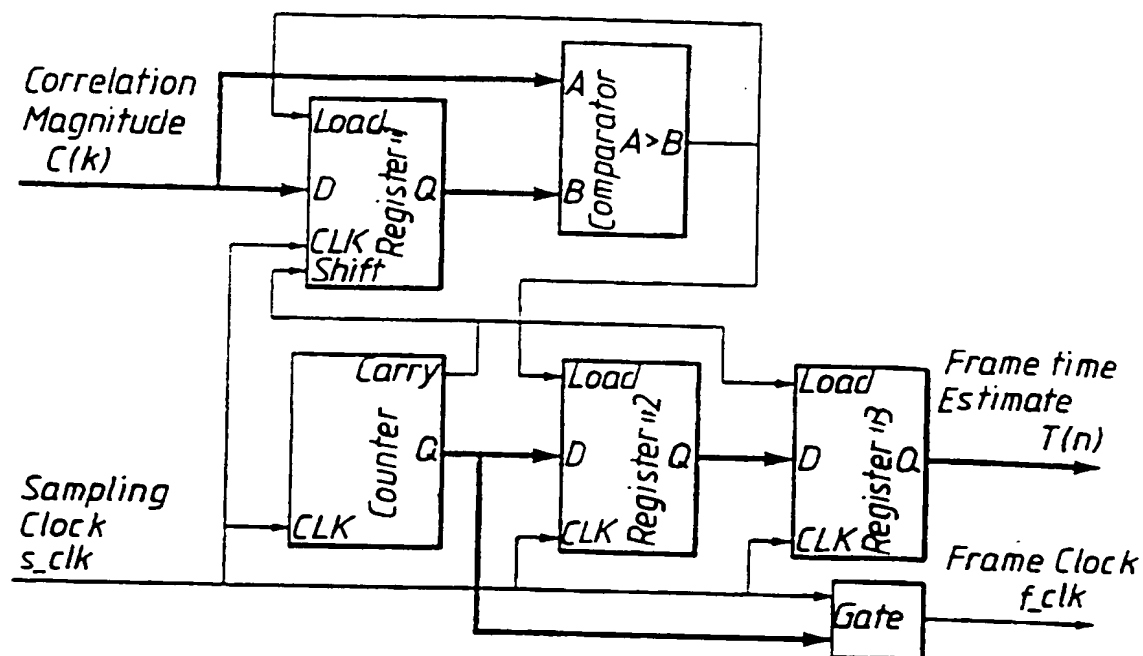 Correlation
Magnitude
C(k)
Load
D
CLK
Shift
Q
Register "1
A
B
A>B
Comparator
Carry
Q
CLK
Counter
Load
D
CLK
Q
Register "2
Load
D
CLK
Q
Register "3
Frame time
Estimate
T(n)
Sampling
Clock
s_clk
Gate
Frame Clock
f_clk